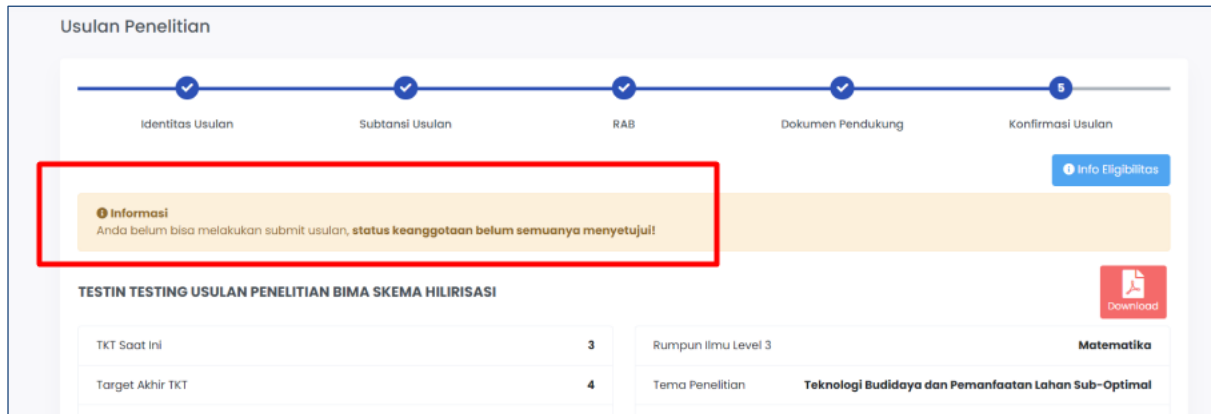 Usulan Penelitian
5
Identitas Usulan
Subtansi Usulan
RAB
Dokumen Pendukung
Konfirmasi Usulan
Info Eligibilitas
Informasi
Anda belum bisa melakukan submit usulan, status keanggotaan belum semuanya menyetujui!
TESTIN TESTING USULAN PENELITIAN BIMA SKEMA HILIRISASI
Download
TKT Saat Ini 3
Rumpun Ilmu Level 3 Matematika
Target Akhir TKT 4
Tema Penelitian Teknologi Budidaya dan Pemanfaatan Lahan Sub-Optimal